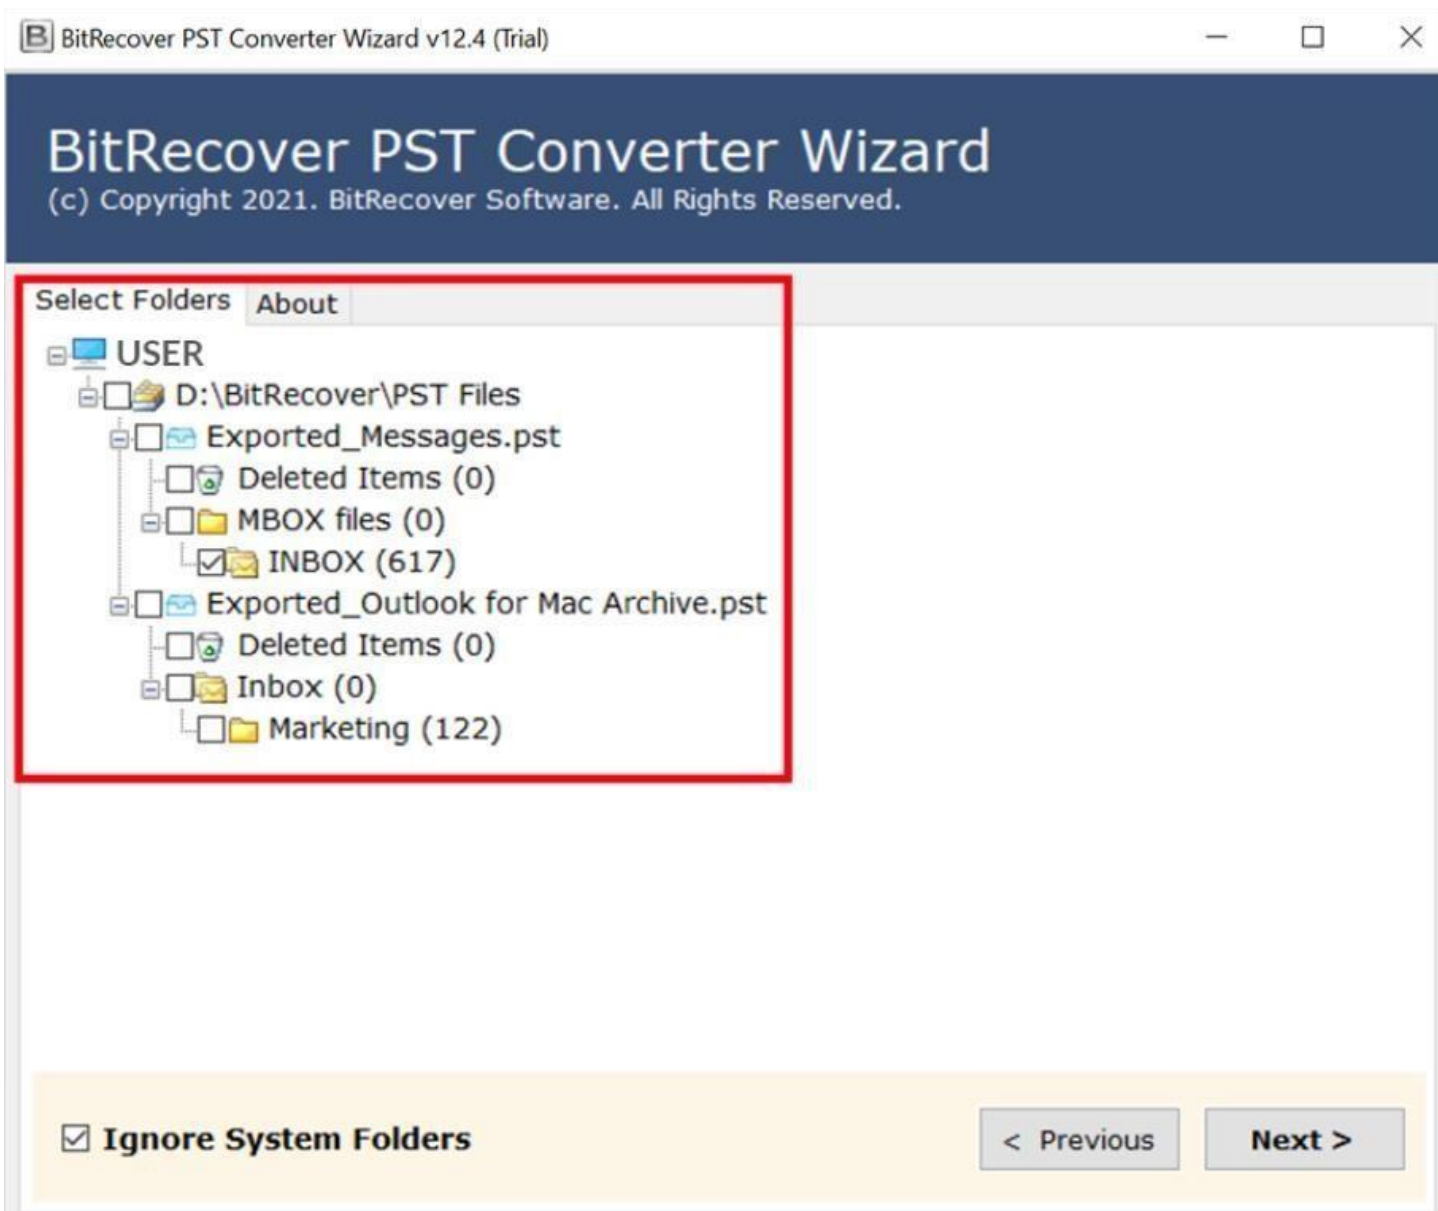 BitRecover PST Converter Wizard v12.4 (Trial)
BitRecover PST Converter Wizard
(c) Copyright 2021. BitRecover Software. All Rights Reserved.
Select Folders About
USER
D:\BitRecover\PST Files
Exported_Messages.pst
Deleted Items (0)
MBOX files (0)
INBOX (617)
Exported_Outlook for Mac Archive.pst
Deleted Items (0)
Inbox (0)
Marketing (122)
Ignore System Folders < Previous Next >